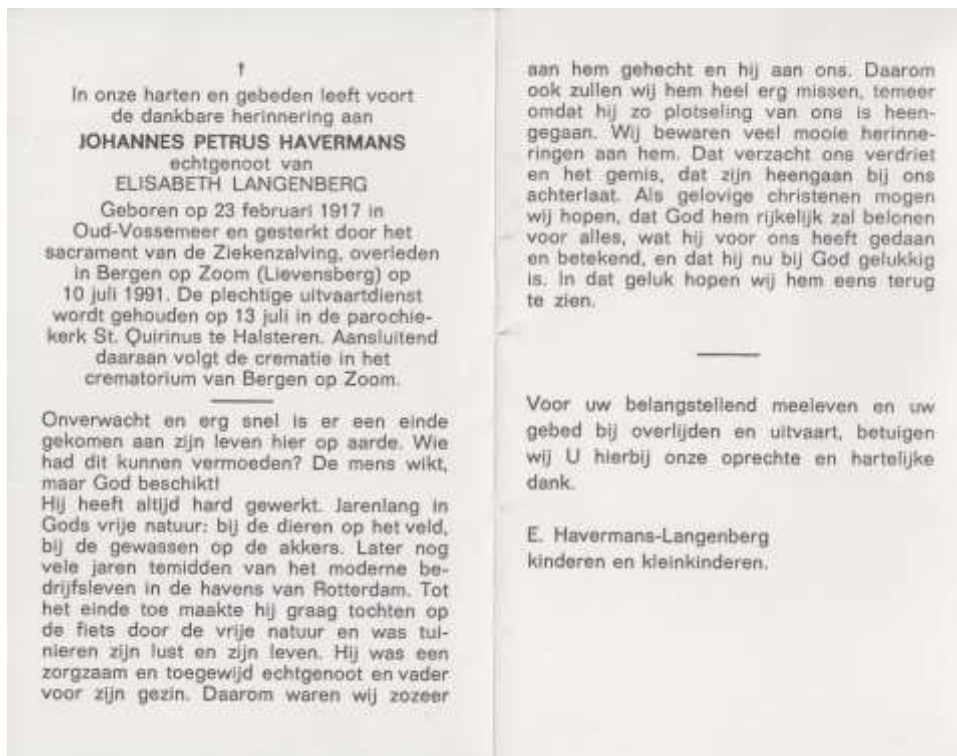 †
In onze harten en gebeden leeft voort
de dankbare herinnering aan
JOHANNES PETRUS HAVERMANS
echtgenoot van
ELISABETH LANGENBERG
Geboren op 23 februari 1917 in
Oud-Vossemeer en gesterkt door het
sacrament van de Ziekenzalving, overleden
in Bergen op Zoom (Lievensberg) op
10 juli 1991. De plechtige uitvaartdienst
wordt gehouden op 13 juli in de parochie-
kerk St. Quirinus te Halsteren. Aansluitend
daaraan volgt de crematie in het
crematorium van Bergen op Zoom.
Onverwacht en erg snel is er een einde
gekomen aan zijn leven hier op aarde. Wie
had dit kunnen vermoeden? De mens wikt,
maar God beschikt!
Hij heeft altijd hard gewerkt. Jarenlang in
Gods vrije natuur: bij de dieren op het veld,
bij de gewassen op de akkers. Later nog
vele jaren temidden van het moderne be-
drijfsleven in de havens van Rotterdam. Tot
het einde toe maakte hij graag tochten op
de fiets door de vrije natuur en was tui-
nieren zijn lust en zijn leven. Hij was een
zorgzaam en toegewijd echtgenoot en vader
voor zijn gezin. Daarom waren wij zozeer
aan hem gehecht en hij aan ons. Daarom
ook zullen wij hem heel erg missen, temeer
omdat hij zo plotseling van ons is heen-
gegaan. Wij bewaren veel mooie herinne-
ringen aan hem. Dat verzacht ons verdriet
en het gemis, dat zijn heengaan bij ons
achterlaat. Als gelovige christenen mogen
wij hopen, dat God hem rijkelijk zal belonen
voor alles, wat hij voor ons heeft gedaan
en betekend, en dat hij nu bij God gelukkig
is. In dat geluk hopen wij hem eens terug
te zien.
Voor uw belangstellend meeleven en uw
gebed bij overlijden en uitvaart, betuigen
wij U hierbij onze oprechte en hartelijke
dank.
E. Havermans-Langenberg
kinderen en kleinkinderen.